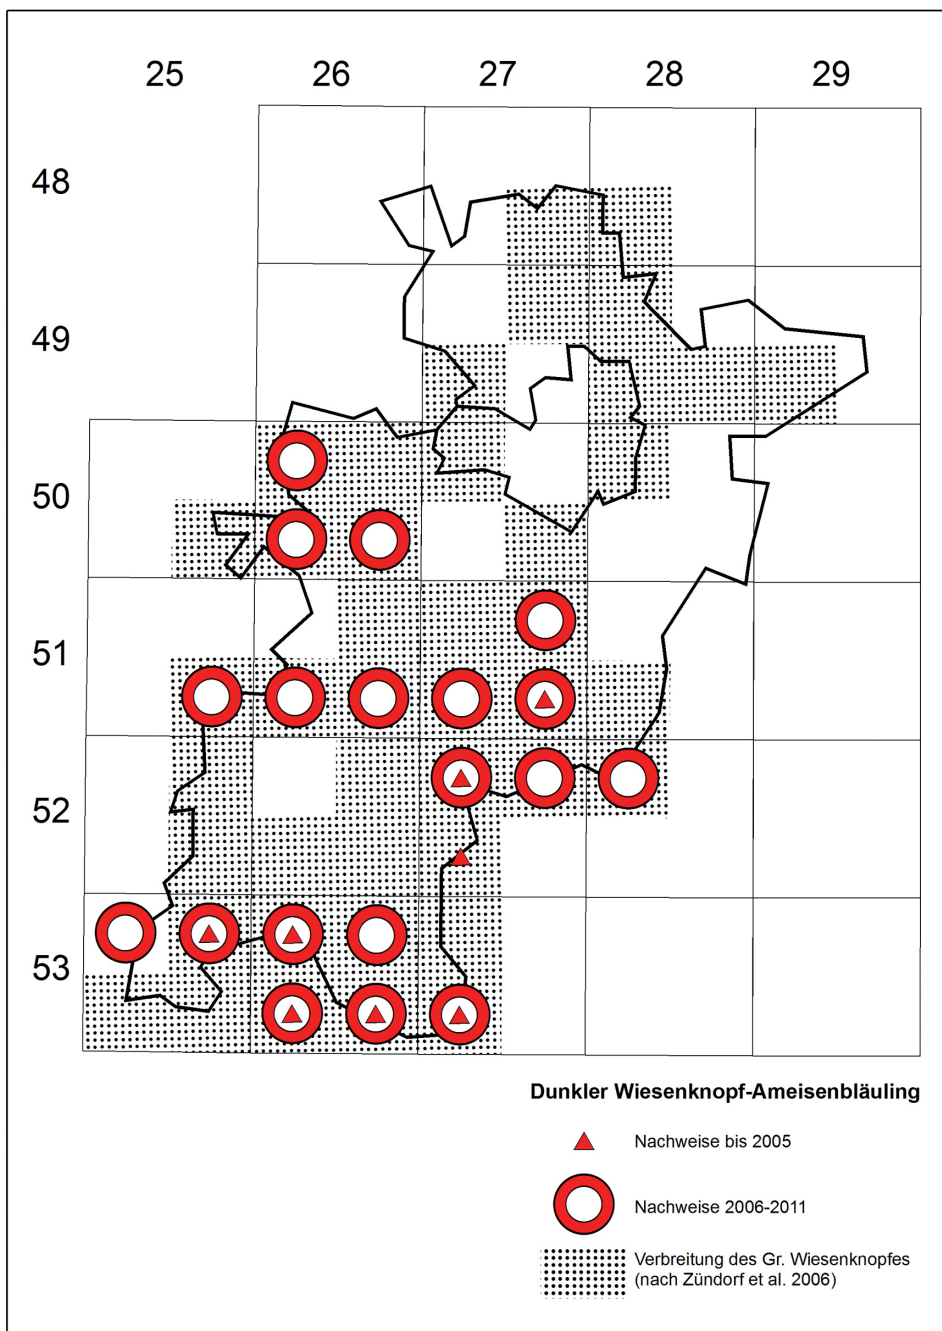 25 26 27 28 29
48
49
50
51
52
53
Dunkler Wiesenknopf-Ameisenbläuling
Nachweise bis 2005
Nachweise 2006-2011
Verbreitung des Gr. Wiesenknopfes
(nach Zündorf et al. 2006)